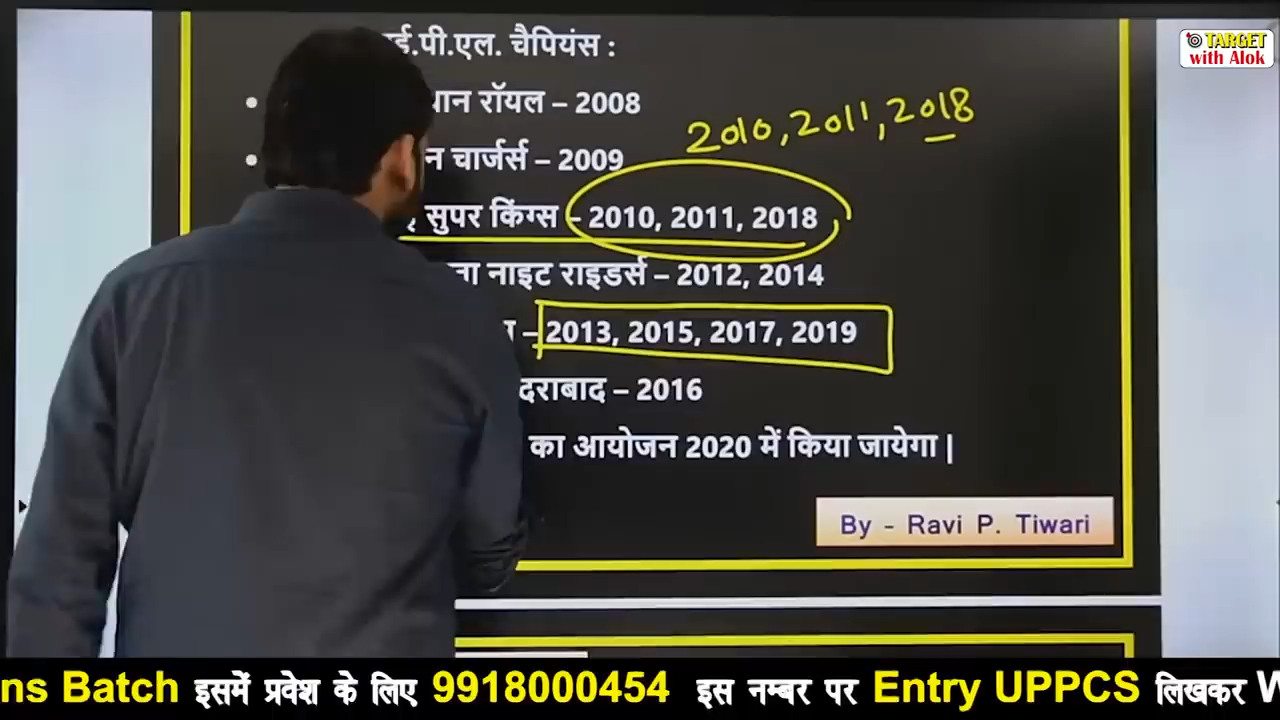 TARGET
with Alok
र्ई.पी.एल. चैपियंस :
• थान रॉयल – 2008
2010, 2011, 2018
• न चार्जर्स – 2009
सुपर किंग्स – 2010, 2011, 2018
ता नाइट राइडर्स – 2012, 2014
– 2013, 2015, 2017, 2019
दराबाद – 2016
का आयोजन 2020 में किया जायेगा |
By - Ravi P. Tiwari
ns Batch इसमें प्रवेश के लिए 9918000454 इस नम्बर पर Entry UPPCS लिखकर W